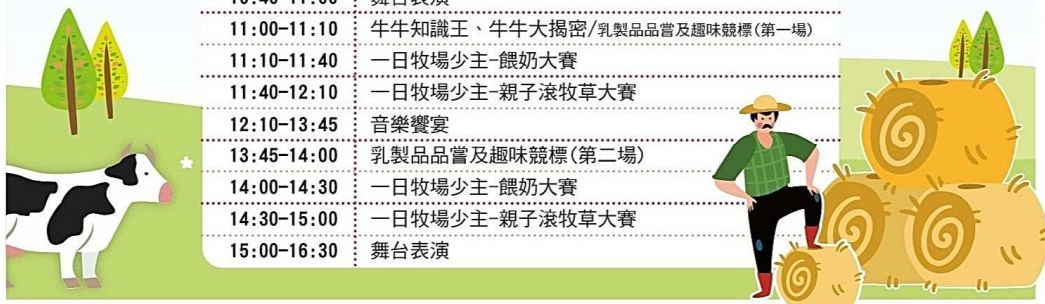 舞台表演
11:00-11:10 牛牛知識王、牛牛大揭密/乳製品品嘗及趣味競標(第一場)
11:10-11:40 一日牧場少主-餵奶大賽
11:40-12:10 一日牧場少主-親子滾牧草大賽
12:10-13:45 音樂饗宴
13:45-14:00 乳製品品嘗及趣味競標(第二場)
14:00-14:30 一日牧場少主-餵奶大賽
14:30-15:00 一日牧場少主-親子滾牧草大賽
15:00-16:30 舞台表演